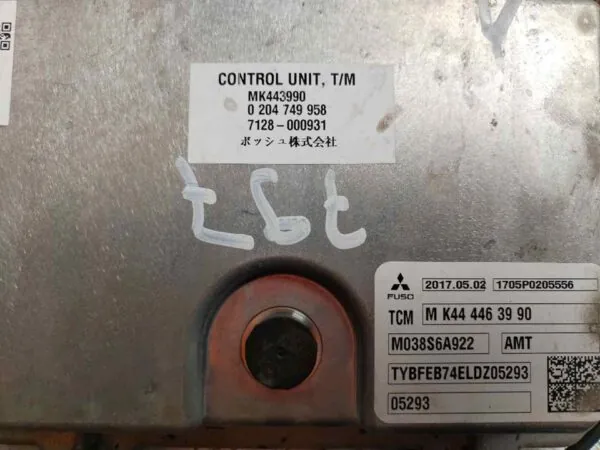 CONTROL UNIT, T/M
MK443990
0 204 749 958
7128-000931
ボッシュ株式会社
FUSO
2017.05.02 1705P0205556
TCM M K44 446 39 90
M038S6A922 AMT
TYBFEB74ELDZ05293
05293